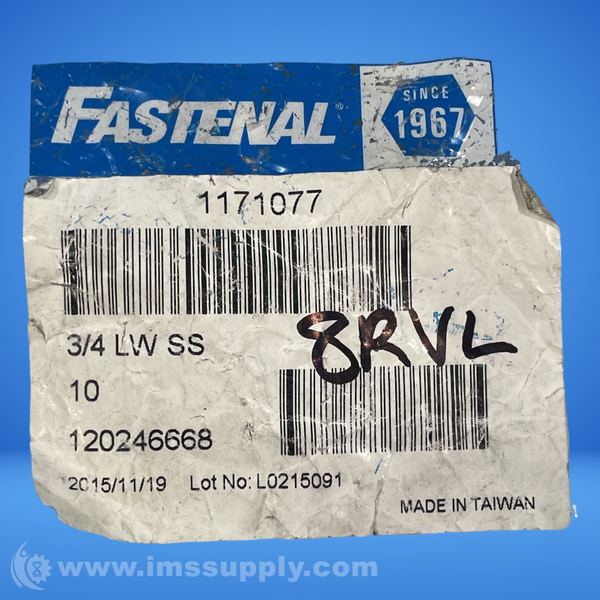 FASTENAL®
SINCE
1967
1171077
3/4 LW SS
8RVL
10
120246668
2015/11/19 Lot No: L0215091
MADE IN TAIWAN
www.imssupply.com